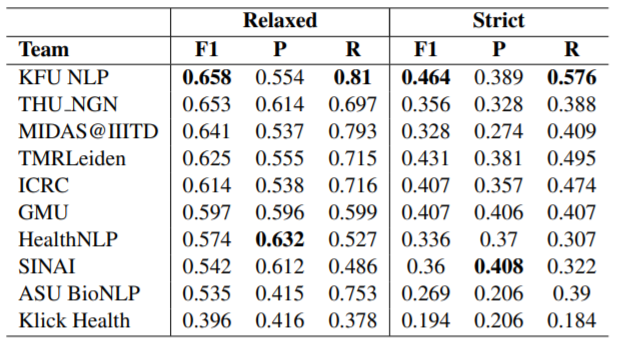 Relaxed Strict
Team F1 P R F1 P R
KFU NLP 0.658 0.554 0.81 0.464 0.389 0.576
THU_NGN 0.653 0.614 0.697 0.356 0.328 0.388
MIDAS@IIITD 0.641 0.537 0.793 0.328 0.274 0.409
TMRLeiden 0.625 0.555 0.715 0.431 0.381 0.495
ICRC 0.614 0.538 0.716 0.407 0.357 0.474
GMU 0.597 0.596 0.599 0.407 0.406 0.407
HealthNLP 0.574 0.632 0.527 0.336 0.37 0.307
SINAI 0.542 0.612 0.486 0.36 0.408 0.322
ASU BioNLP 0.535 0.415 0.753 0.269 0.206 0.39
Klick Health 0.396 0.416 0.378 0.194 0.206 0.184